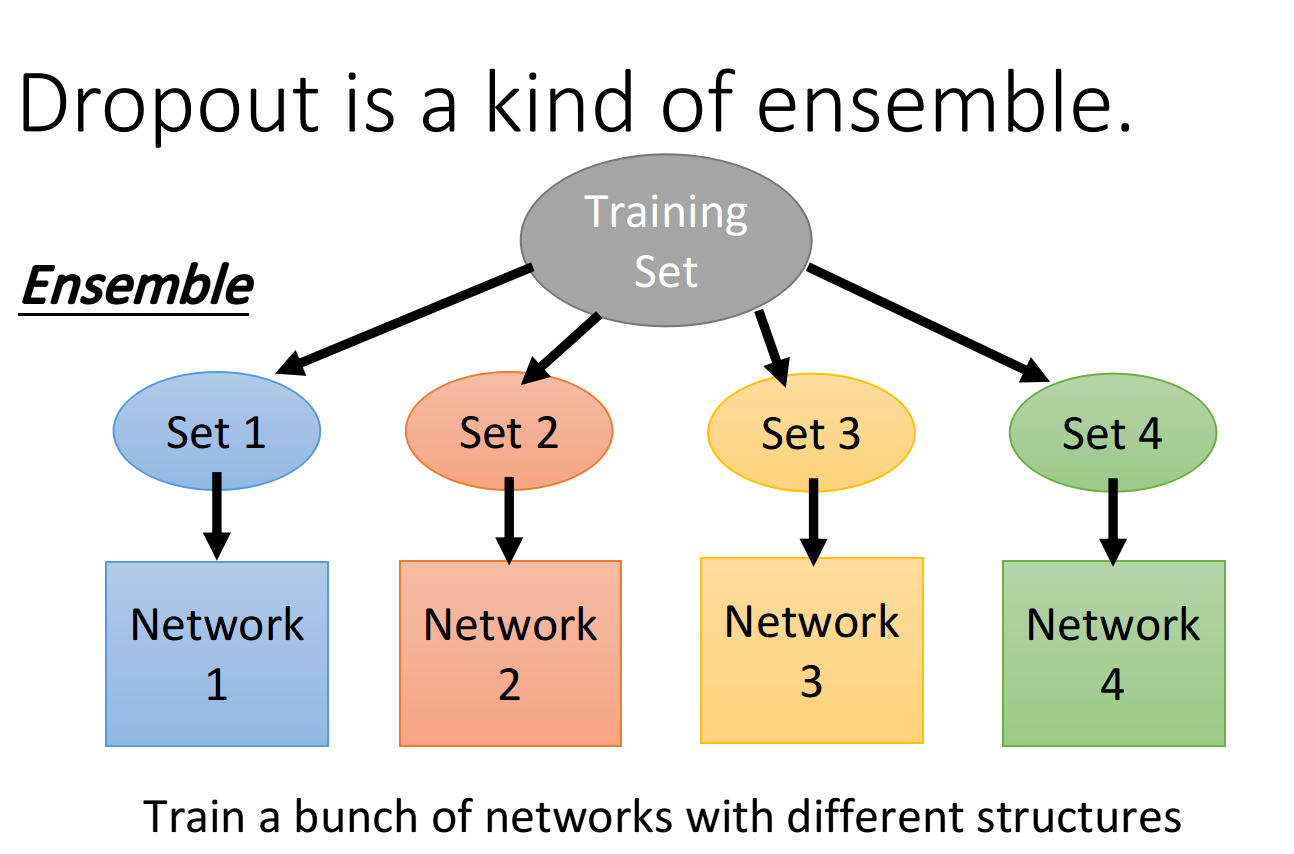 Dropout is a kind of ensemble.
Training
Set
Ensemble
Set 1
Set 2
Set 3
Set 4
Network
1
Network
2
Network
3
Network
4
Train a bunch of networks with different structures